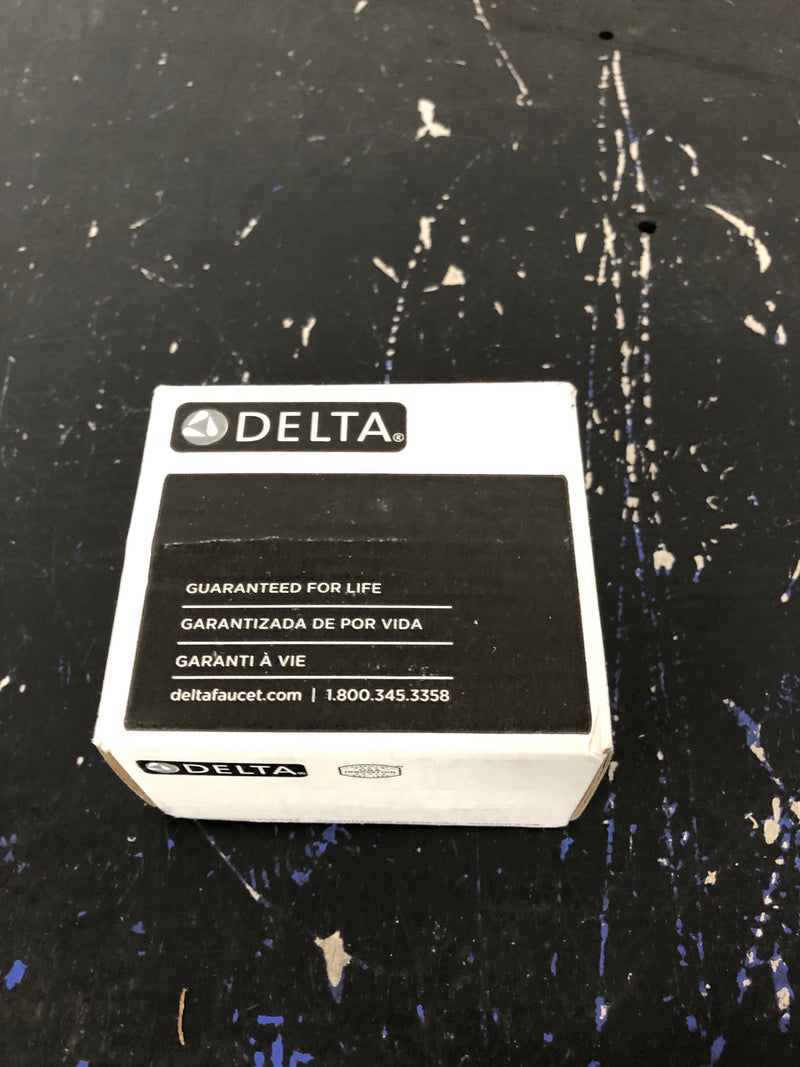 DELTA®
GUARANTEED FOR LIFE
GARANTIZADA DE POR VIDA
GARANTI À VIE
deltafaucet.com | 1.800.345.3358
DELTA®